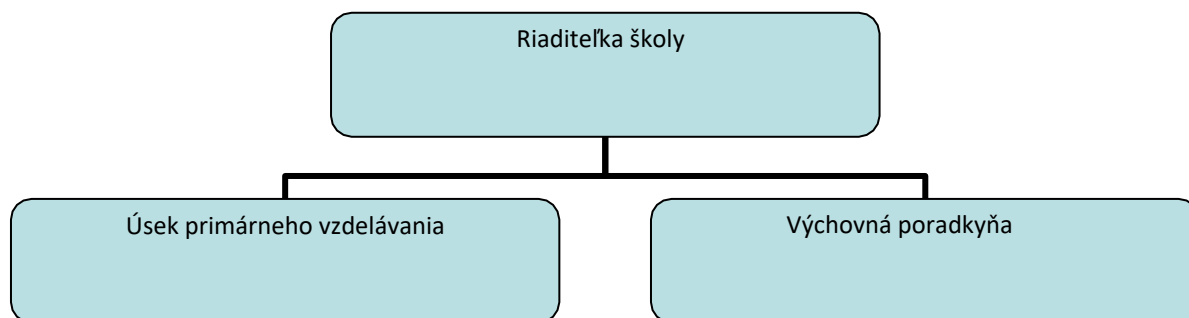 Riaditeľka školy
Úsek primárneho vzdelávania
Výchovná poradkyňa